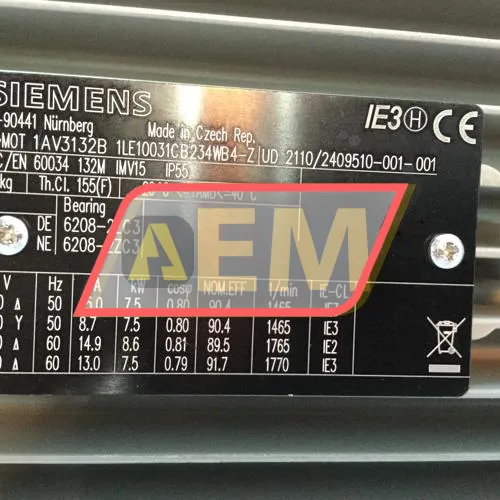 SIEMENS
-90441 Nürnberg Made in Czech Rep. IE3 H CE
MOT 1AV3132B 1LE10031CB234WB4-Z UD 2110/2409510-001-001
C/EN 60034 132M IMV15 IP55
kg Th.Cl. 155(F) <=TAMB<=40°C
Bearing
DE 6208-2ZC3
NE 6208-2ZC3
AEM
V Hz A kW cosφ NOM.EFF 1/min IE-CL
Δ 50 7.5 0.80 90.4 1465 IE3
Y 50 8.7 7.5 0.80 90.4 1465 IE3
Δ 60 14.9 8.6 0.81 89.5 1765 IE2
Δ 60 13.0 7.5 0.79 91.7 1770 IE3